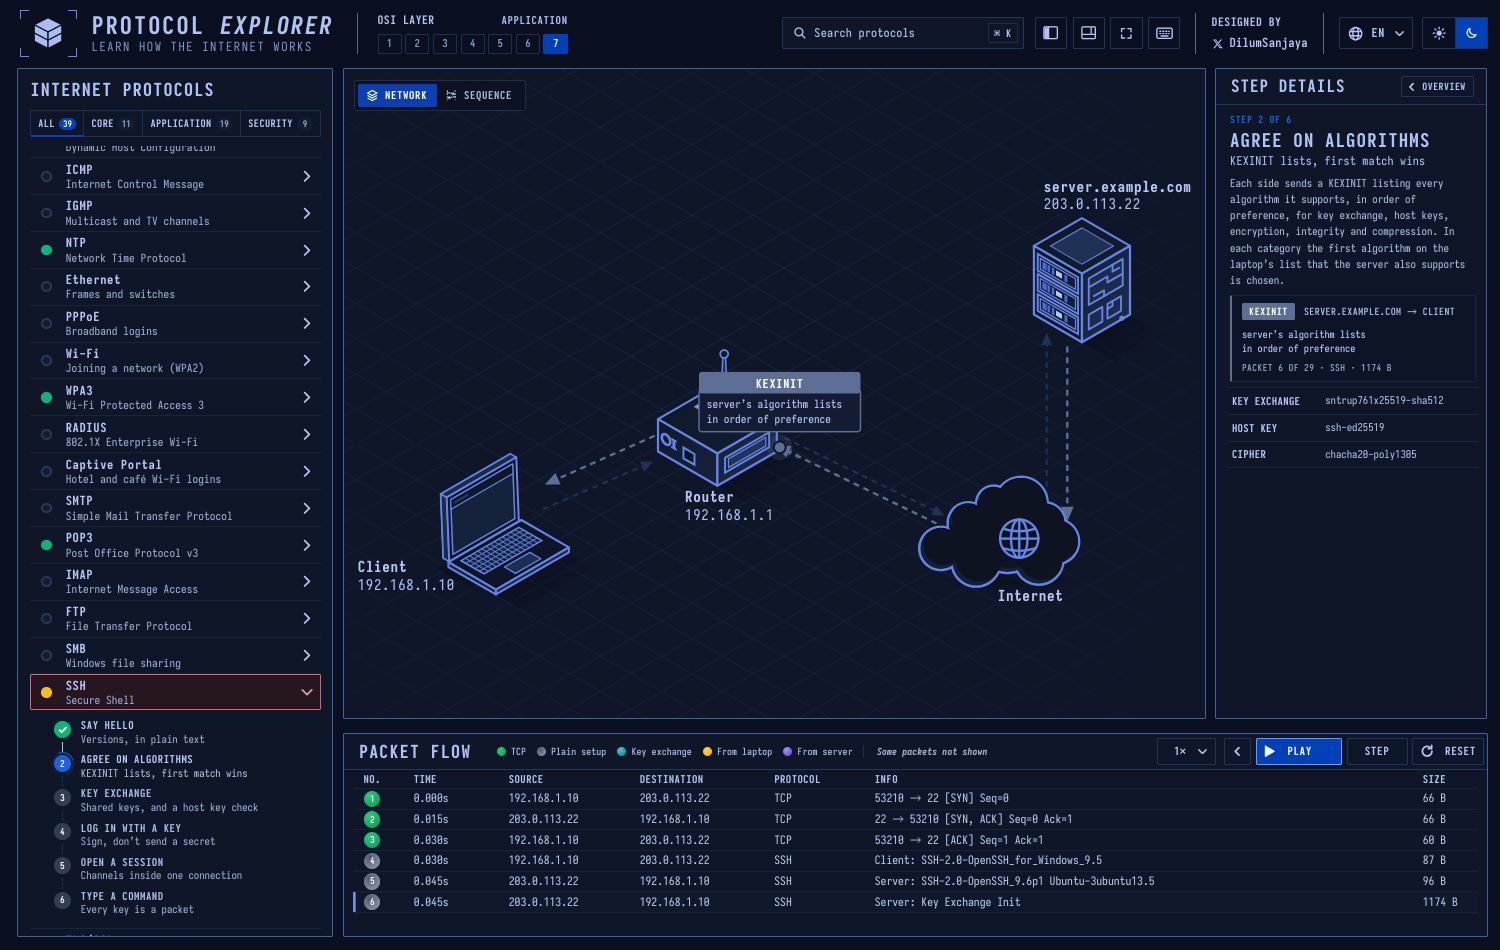 PROTOCOL EXPLORER
LEARN HOW THE INTERNET WORKS
OSI LAYER APPLICATION
1 2 3 4 5 6 7
Search protocols ⌘ K
DESIGNED BY
DilumSanjaya
EN
INTERNET PROTOCOLS
ALL 39 CORE 11 APPLICATION 19 SECURITY 9
Dynamic Host Configuration
ICMP
Internet Control Message
IGMP
Multicast and TV channels
NTP
Network Time Protocol
Ethernet
Frames and switches
PPPoE
Broadband logins
Wi-Fi
Joining a network (WPA2)
WPA3
Wi-Fi Protected Access 3
RADIUS
802.1X Enterprise Wi-Fi
Captive Portal
Hotel and café Wi-Fi logins
SMTP
Simple Mail Transfer Protocol
POP3
Post Office Protocol v3
IMAP
Internet Message Access
FTP
File Transfer Protocol
SMB
Windows file sharing
SSH
Secure Shell
SAY HELLO
Versions, in plain text
2 AGREE ON ALGORITHMS
KEXINIT lists, first match wins
3 KEY EXCHANGE
Shared keys, and a host key check
4 LOG IN WITH A KEY
Sign, don't send a secret
5 OPEN A SESSION
Channels inside one connection
6 TYPE A COMMAND
Every key is a packet
NETWORK SEQUENCE
server.example.com
203.0.113.22
KEXINIT
server's algorithm lists
in order of preference
Router
192.168.1.1
Client
192.168.1.10
Internet
STEP DETAILS OVERVIEW
STEP 2 OF 6
AGREE ON ALGORITHMS
KEXINIT lists, first match wins
Each side sends a KEXINIT listing every
algorithm it supports, in order of
preference, for key exchange, host keys,
encryption, integrity and compression. In
each category the first algorithm on the
laptop's list that the server also supports
is chosen.
KEXINIT SERVER.EXAMPLE.COM → CLIENT
server's algorithm lists
in order of preference
PACKET 6 OF 29 · SSH · 1174 B
KEY EXCHANGE sntrup761x25519-sha512
HOST KEY ssh-ed25519
CIPHER chacha20-poly1305
PACKET FLOW TCP Plain setup Key exchange From laptop From server Some packets not shown 1× PLAY STEP RESET
NO. TIME SOURCE DESTINATION PROTOCOL INFO SIZE
1 0.000s 192.168.1.10 203.0.113.22 TCP 53210 → 22 [SYN] Seq=0 66 B
2 0.015s 203.0.113.22 192.168.1.10 TCP 22 → 53210 [SYN, ACK] Seq=0 Ack=1 66 B
3 0.030s 192.168.1.10 203.0.113.22 TCP 53210 → 22 [ACK] Seq=1 Ack=1 60 B
4 0.030s 192.168.1.10 203.0.113.22 SSH Client: SSH-2.0-OpenSSH_for_Windows_9.5 87 B
5 0.045s 203.0.113.22 192.168.1.10 SSH Server: SSH-2.0-OpenSSH_9.6p1 Ubuntu-3ubuntu13.5 96 B
6 0.045s 203.0.113.22 192.168.1.10 SSH Server: Key Exchange Init 1174 B